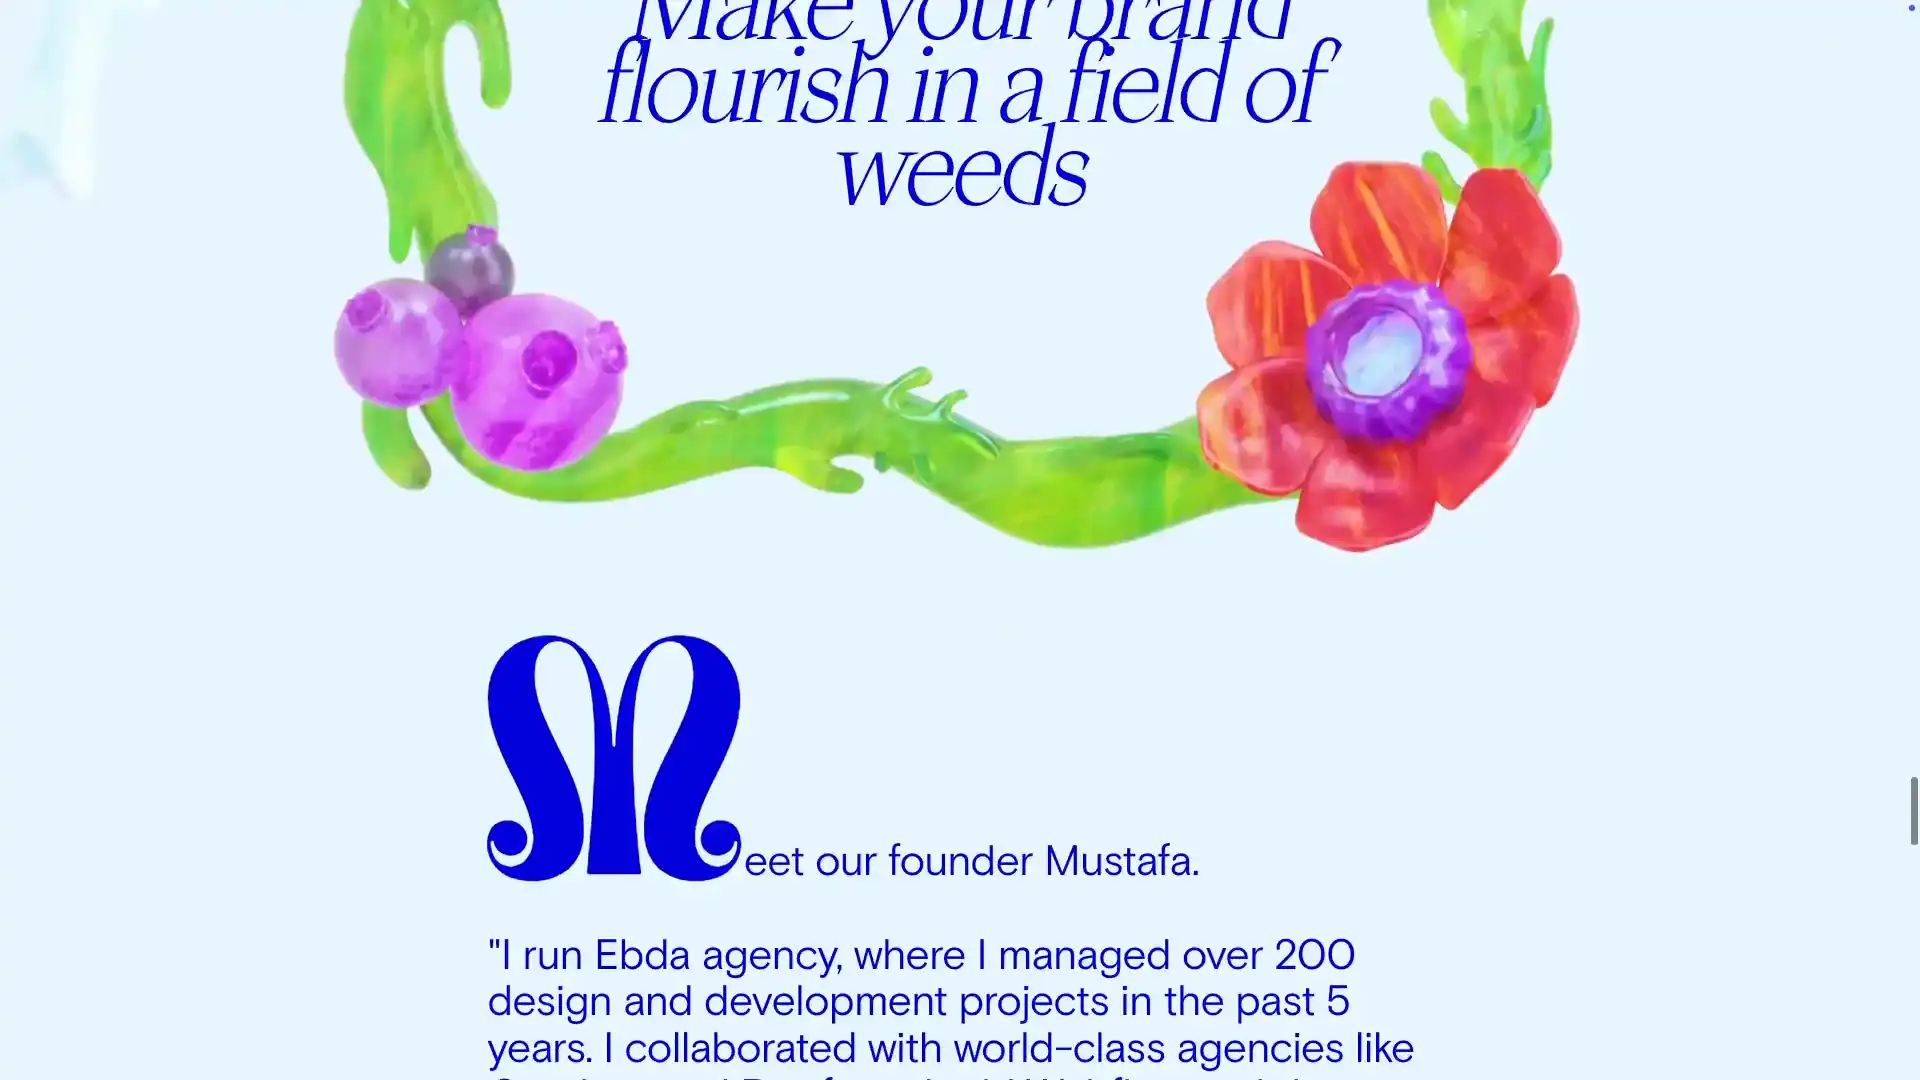 Make your brand
flourish in a field of
weeds
Meet our founder Mustafa.
"I run Ebda agency, where I managed over 200
design and development projects in the past 5
years. I collaborated with world-class agencies like